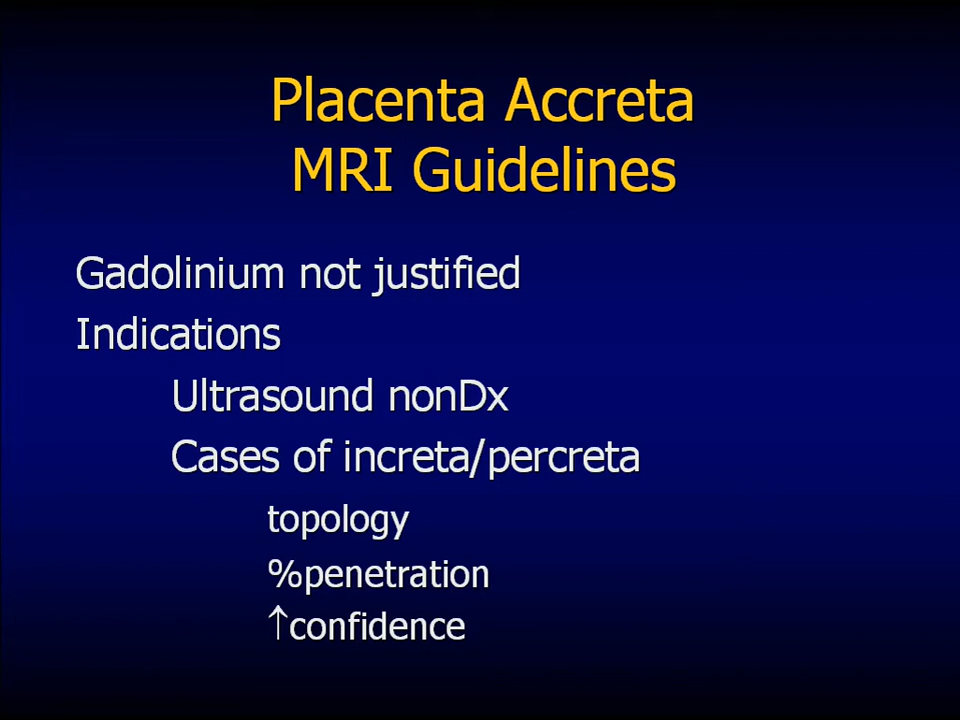 Placenta Accreta
MRI Guidelines
Gadolinium not justified
Indications
Ultrasound nonDx
Cases of increta/percreta
topology
%penetration
↑confidence